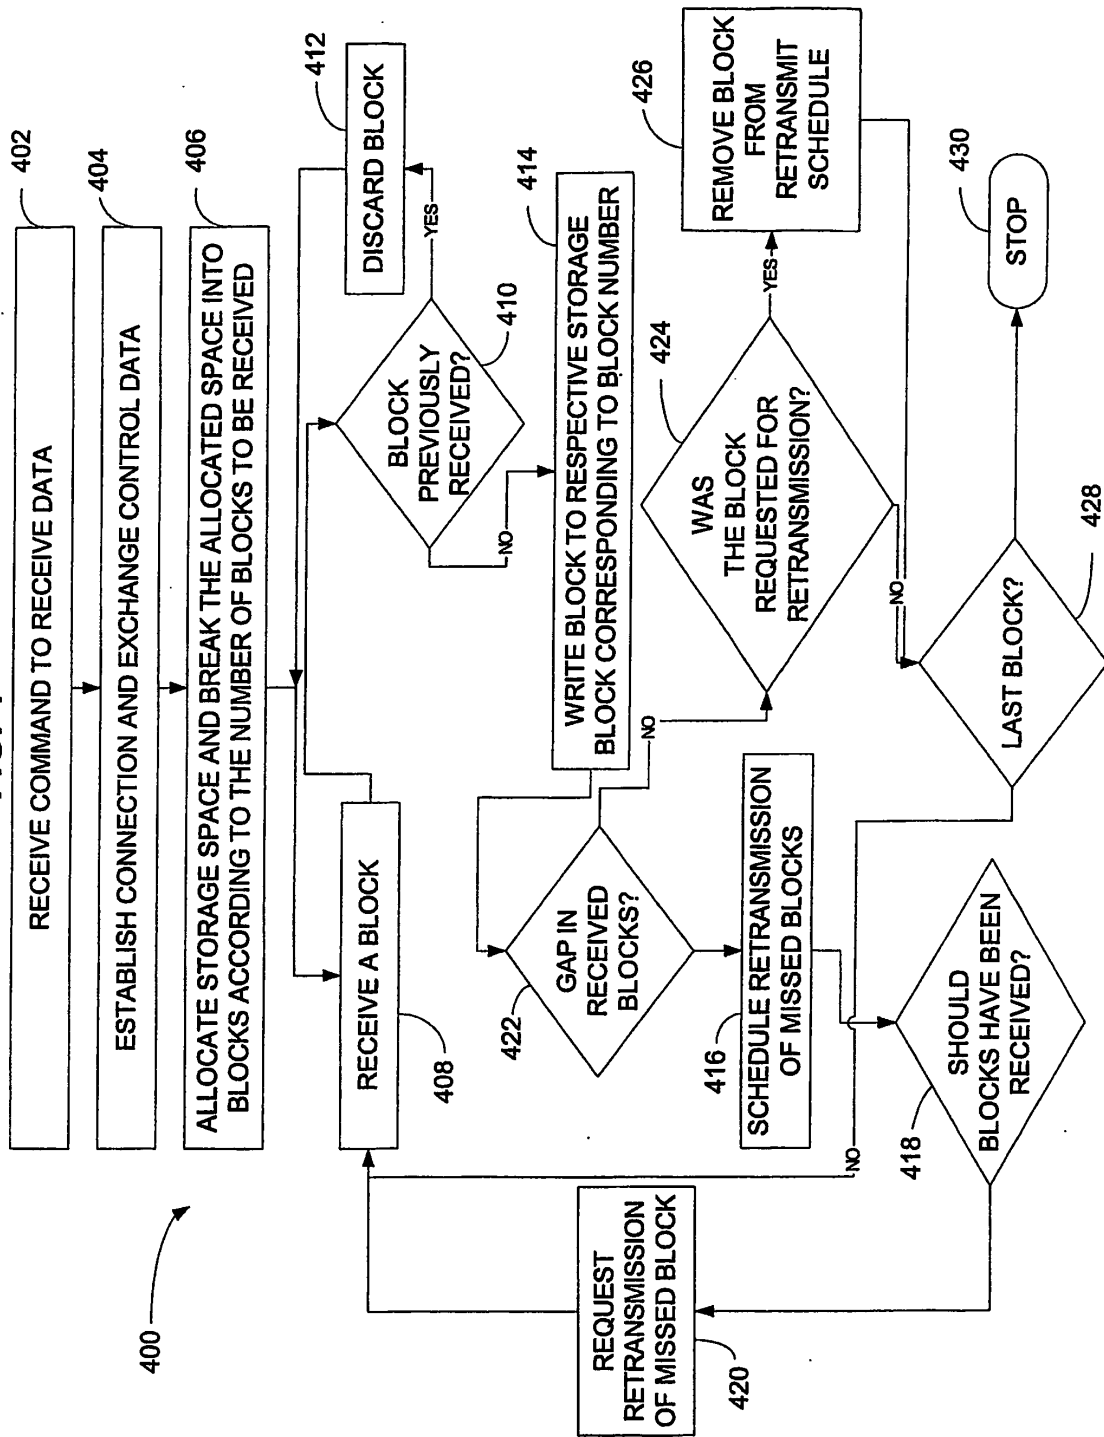 402
RECEIVE COMMAND TO RECEIVE DATA
404
ESTABLISH CONNECTION AND EXCHANGE CONTROL DATA
406
ALLOCATE STORAGE SPACE AND BREAK THE ALLOCATED SPACE INTO
BLOCKS ACCORDING TO THE NUMBER OF BLOCKS TO BE RECEIVED
400
RECEIVE A BLOCK
408
BLOCK
PREVIOUSLY
RECEIVED?
410
YES
DISCARD BLOCK
412
NO
WRITE BLOCK TO RESPECTIVE STORAGE
BLOCK CORRESPONDING TO BLOCK NUMBER
414
GAP IN
RECEIVED
BLOCKS?
422
NO
SCHEDULE RETRANSMISSION
OF MISSED BLOCKS
416
WAS
THE BLOCK
REQUESTED FOR
RETRANSMISSION?
424
YES
REMOVE BLOCK
FROM
RETRANSMIT
SCHEDULE
426
NO
REQUEST
RETRANSMISSION
OF MISSED BLOCK
420
NO
SHOULD
BLOCKS HAVE BEEN
RECEIVED?
418
LAST BLOCK?
428
STOP
430